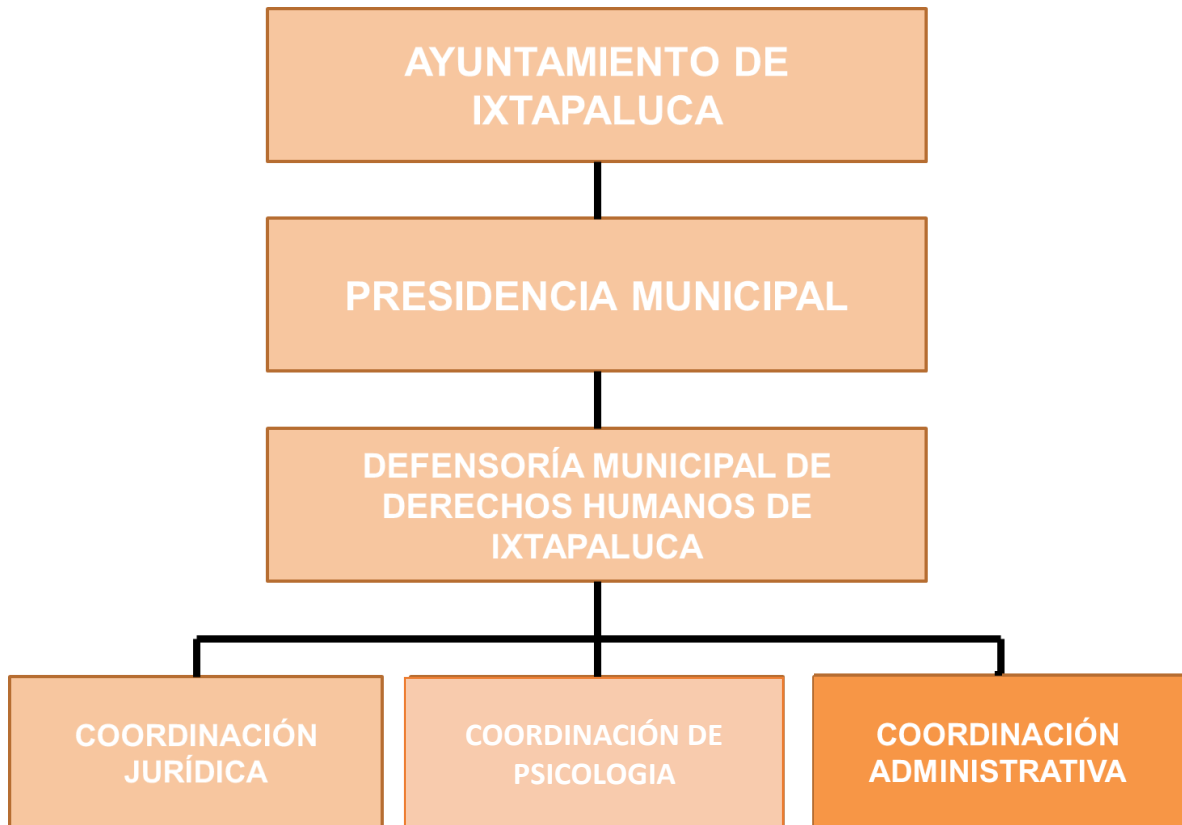 AYUNTAMIENTO DE
IXTAPALUCA
PRESIDENCIA MUNICIPAL
DEFENSORÍA MUNICIPAL DE
DERECHOS HUMANOS DE
IXTAPALUCA
COORDINACIÓN
JURÍDICA
COORDINACIÓN DE
PSICOLOGIA
COORDINACIÓN
ADMINISTRATIVA